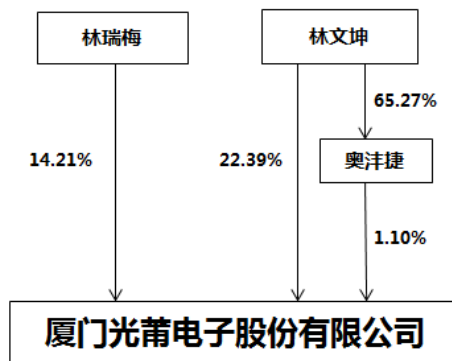 林瑞梅
林文坤
65.27%
14.21%
22.39%
奥沣捷
1.10%
厦门光莆电子股份有限公司